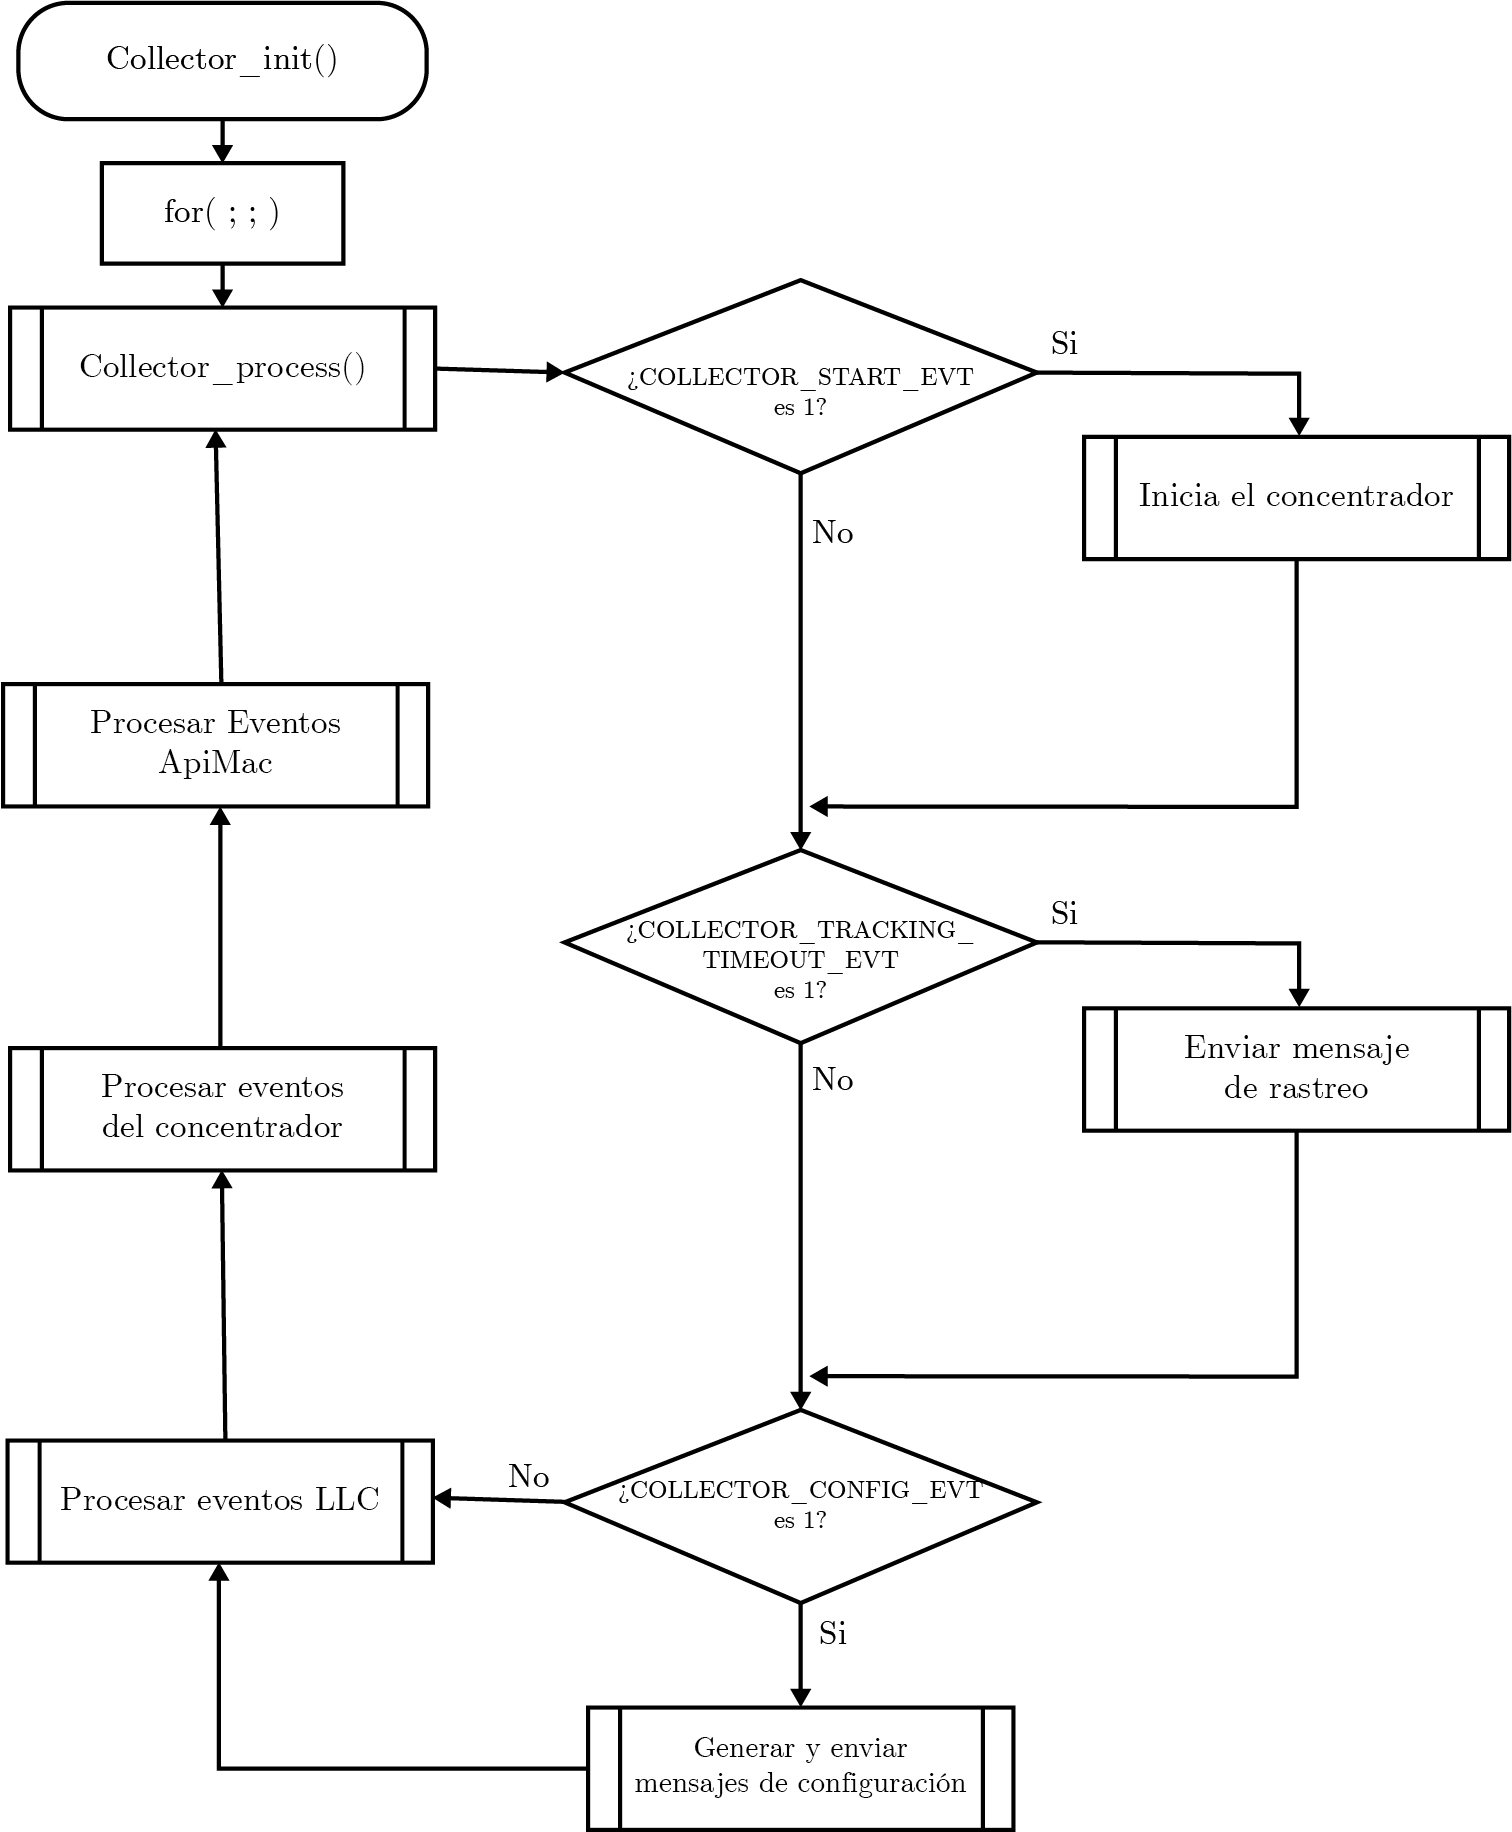 Collector_init()
for( ; ; )
Collector_process()
>COLLECTOR_START_EVT
es 1?
Si
Inicia el concentrador
No
>COLLECTOR_TRACKING_
TIMEOUT_EVT
es 1?
Si
Enviar mensaje
de rastreo
No
>COLLECTOR_CONFIG_EVT
es 1?
Si
Generar y enviar
mensajes de configuración
No
Procesar eventos LLC
Procesar eventos
del concentrador
Procesar Eventos
ApiMac